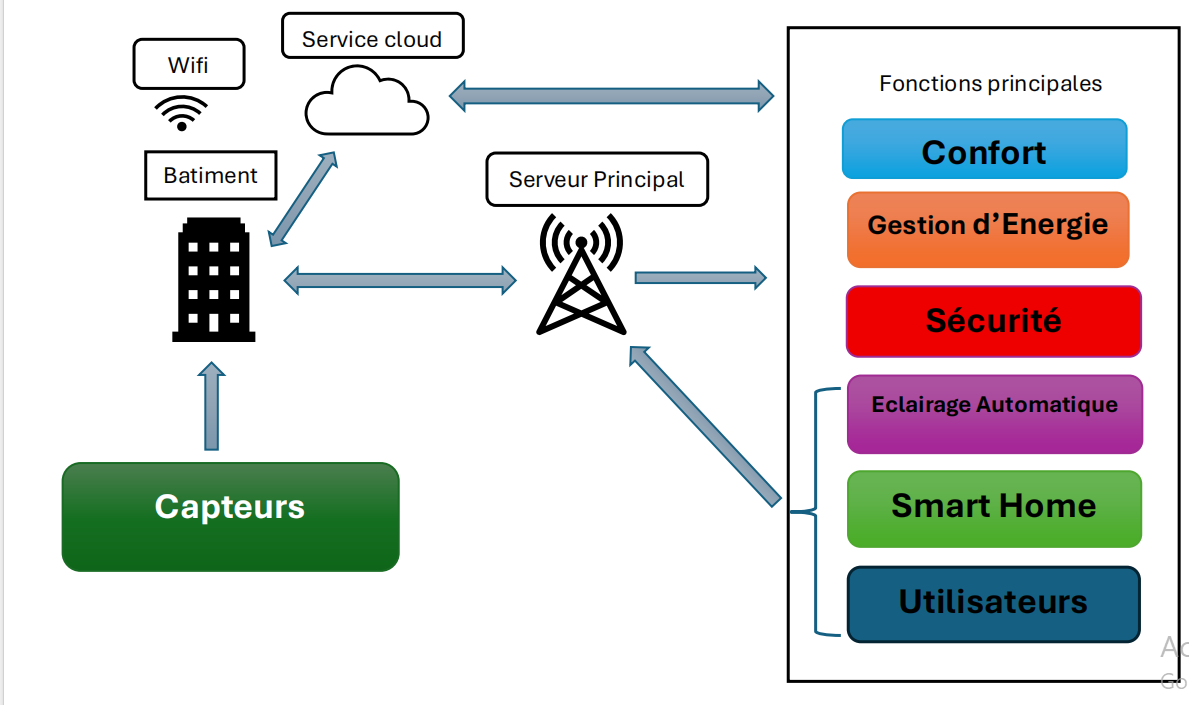 Service cloud
Wifi
Fonctions principales
Confort
Batiment
Serveur Principal
Gestion d’Energie
Sécurité
Eclairage Automatique
Capteurs
Smart Home
Utilisateurs